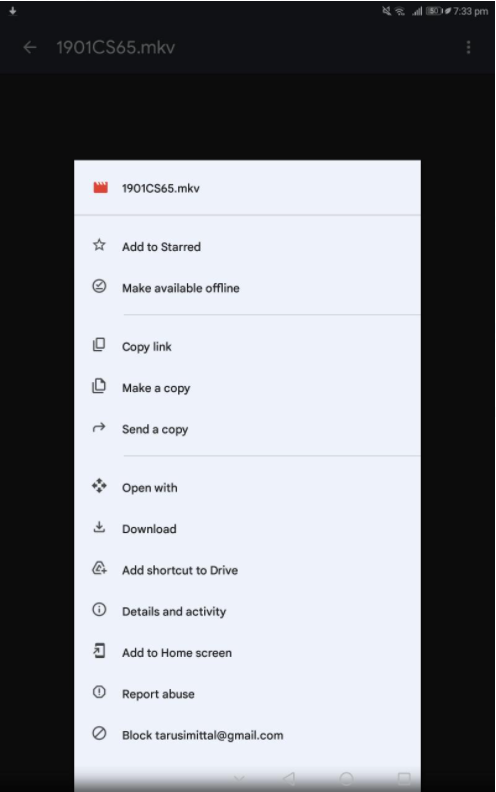 7:33 pm
1901CS65.mkv
1901CS65.mkv
Add to Starred
Make available offline
Copy link
Make a copy
Send a copy
Open with
Download
Add shortcut to Drive
Details and activity
Add to Home screen
Report abuse
Block tarusimittal@gmail.com